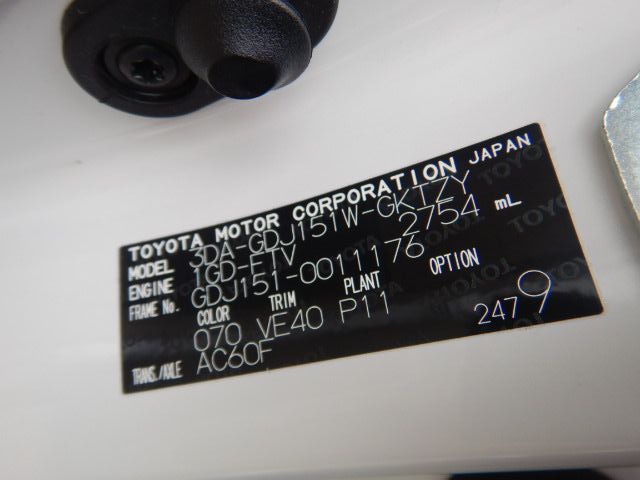 TOYOTA MOTOR CORPORATION JAPAN
MODEL 3DA-GDJ151W-GKTZY
ENGINE 1GD-FTV 2754 mL
FRAME No. GDJ151-0011176
COLOR TRIM PLANT OPTION
070 VE40 P11 2479
TRANS./AXLE AC60F